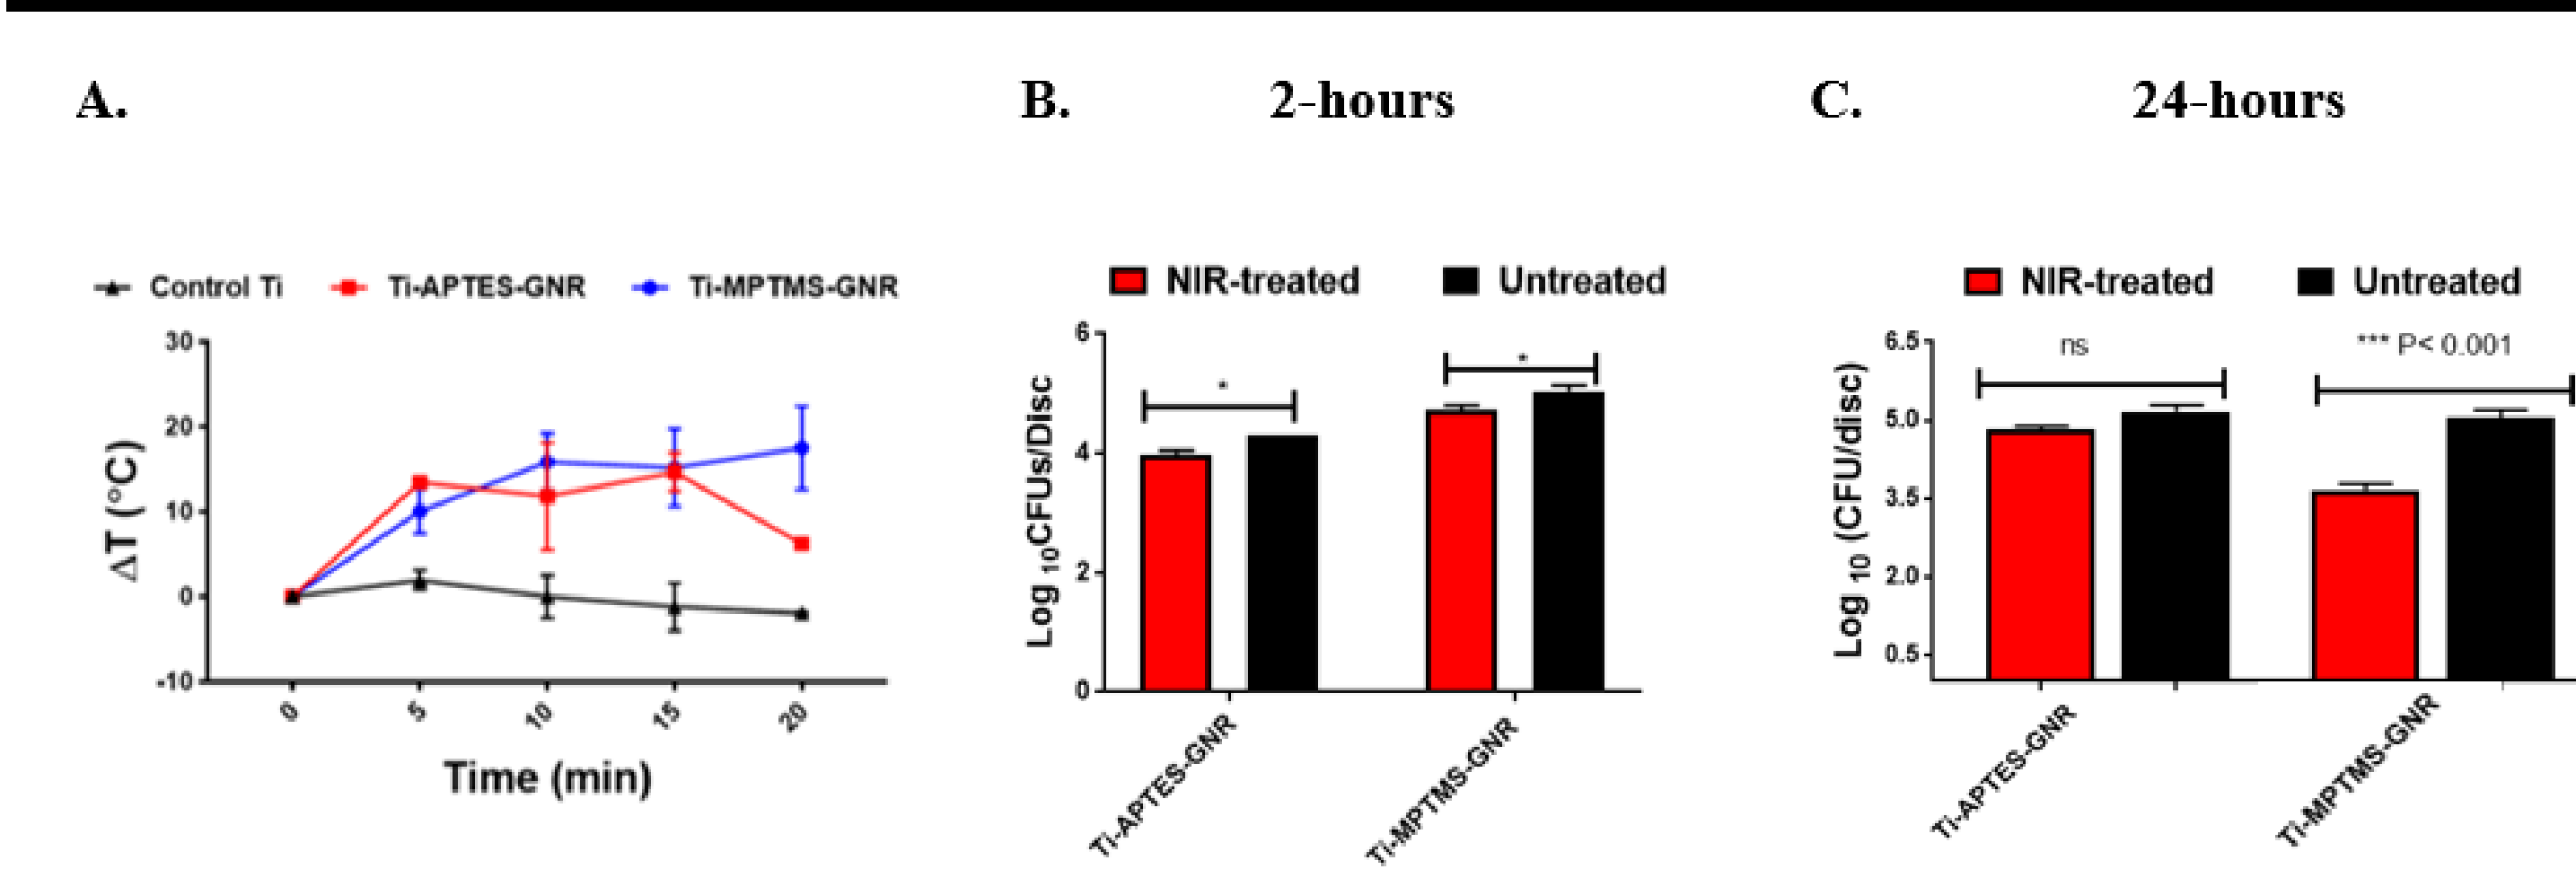 A.
B. 2-hours
C. 24-hours
Control Ti Ti-APTES-GNR Ti-MPTMS-GNR
30
20
10
0
-10
ΔT (°C)
0 5 10 15 20
Time (min)
NIR-treated Untreated
6
4
2
0
Log 10CFUs/Disc
*
*
Ti-APTES-GNR
Ti-MPTMS-GNR
NIR-treated Untreated
6.5
5.0
3.5
2.0
0.5
Log 10 (CFU/disc)
ns
*** P< 0.001
Ti-APTES-GNR
Ti-MPTMS-GNR